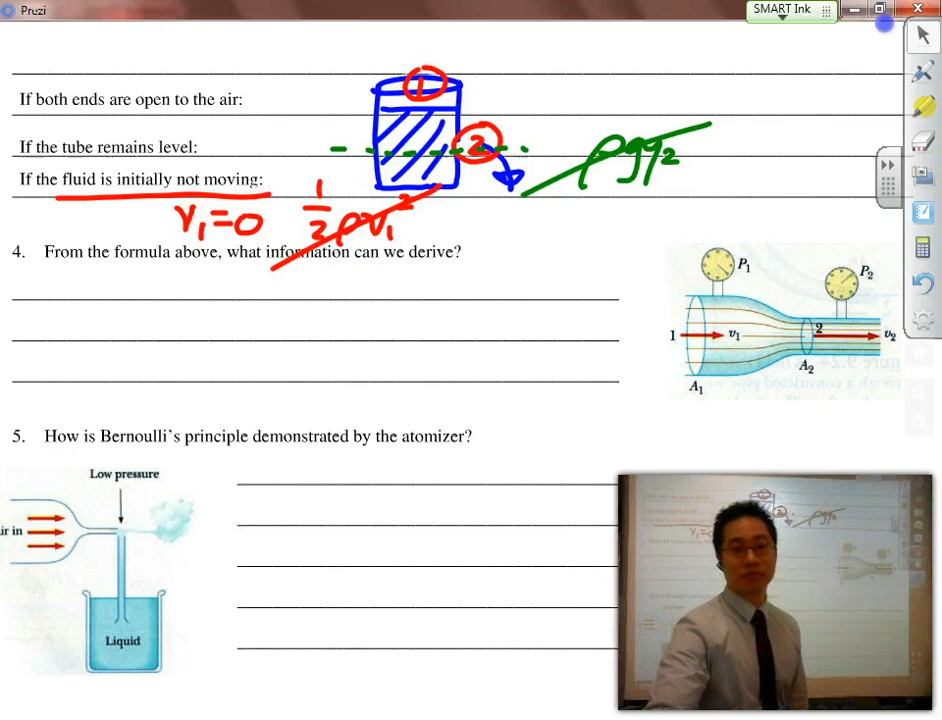 Prezi
SMART Ink
If both ends are open to the air:
1
If the tube remains level:
2
ρgy₂
If the fluid is initially not moving:
v₁=0
½ρv₁²
4. From the formula above, what information can we derive?
P₁
P₂
1
v₁
2
v₂
A₂
A₁
5. How is Bernoulli's principle demonstrated by the atomizer?
Low pressure
ir in
Liquid